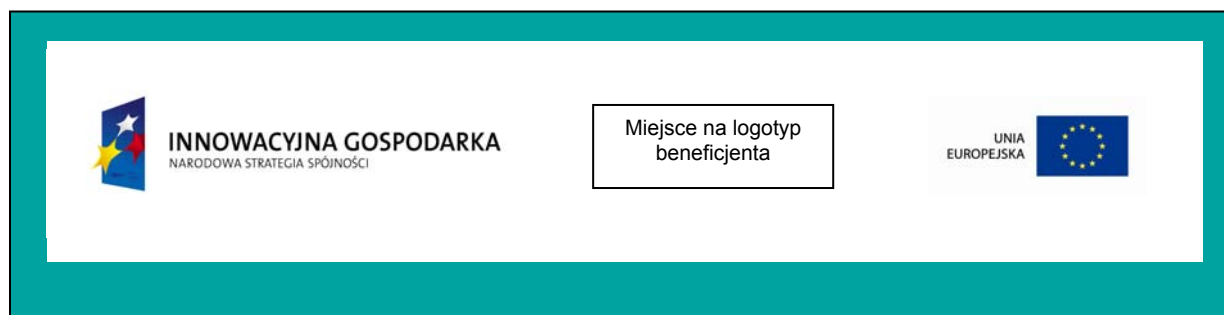 INNOWACYJNA GOSPODARKA
NARODOWA STRATEGIA SPÓJNOŚCI
Miejsce na logotyp
beneficjenta
UNIA
EUROPEJSKA